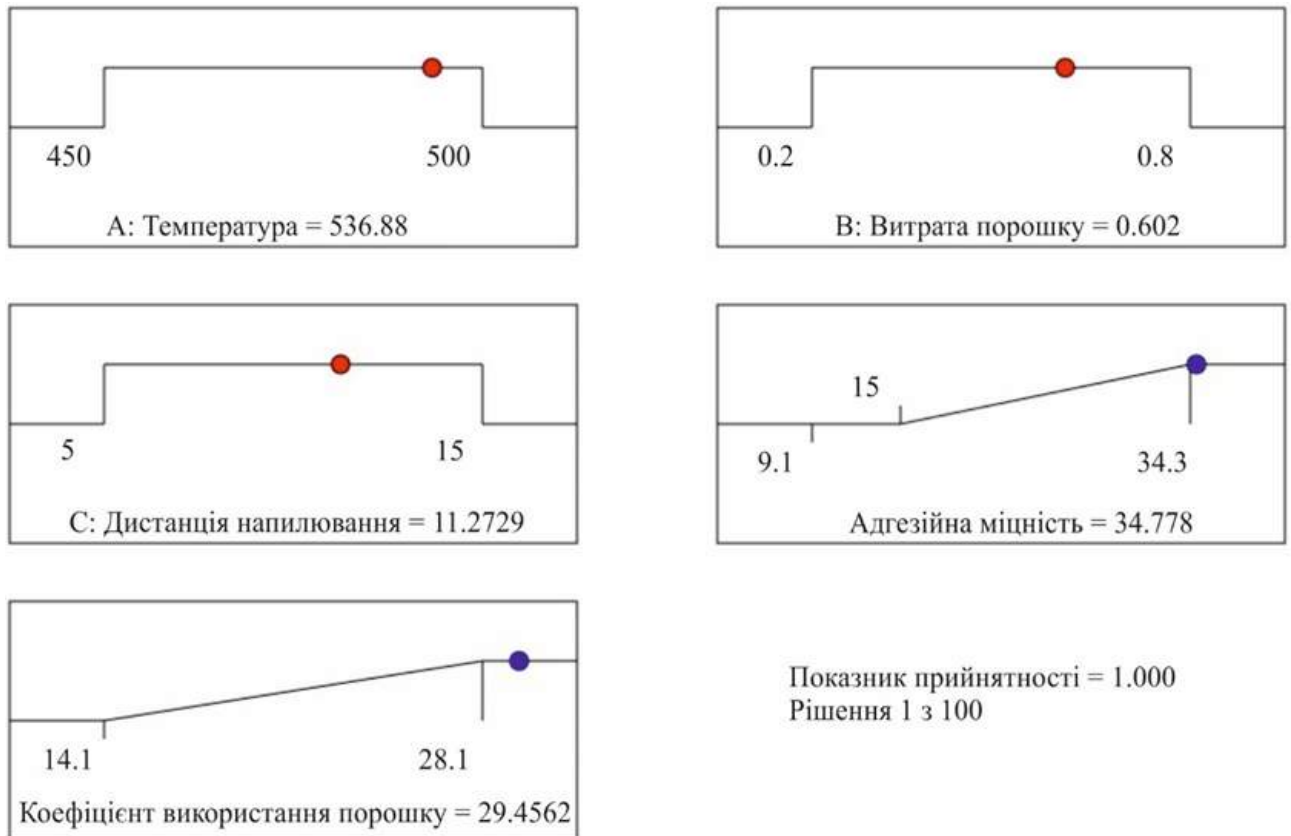 450
500
A: Температура = 536.88
0.2
0.8
B: Витрата порошку = 0.602
5
15
C: Дистанція напилювання = 11.2729
15
9.1
34.3
Адгезійна міцність = 34.778
14.1
28.1
Коефіцієнт використання порошку = 29.4562
Показник прийнятності = 1.000
Рішення 1 з 100